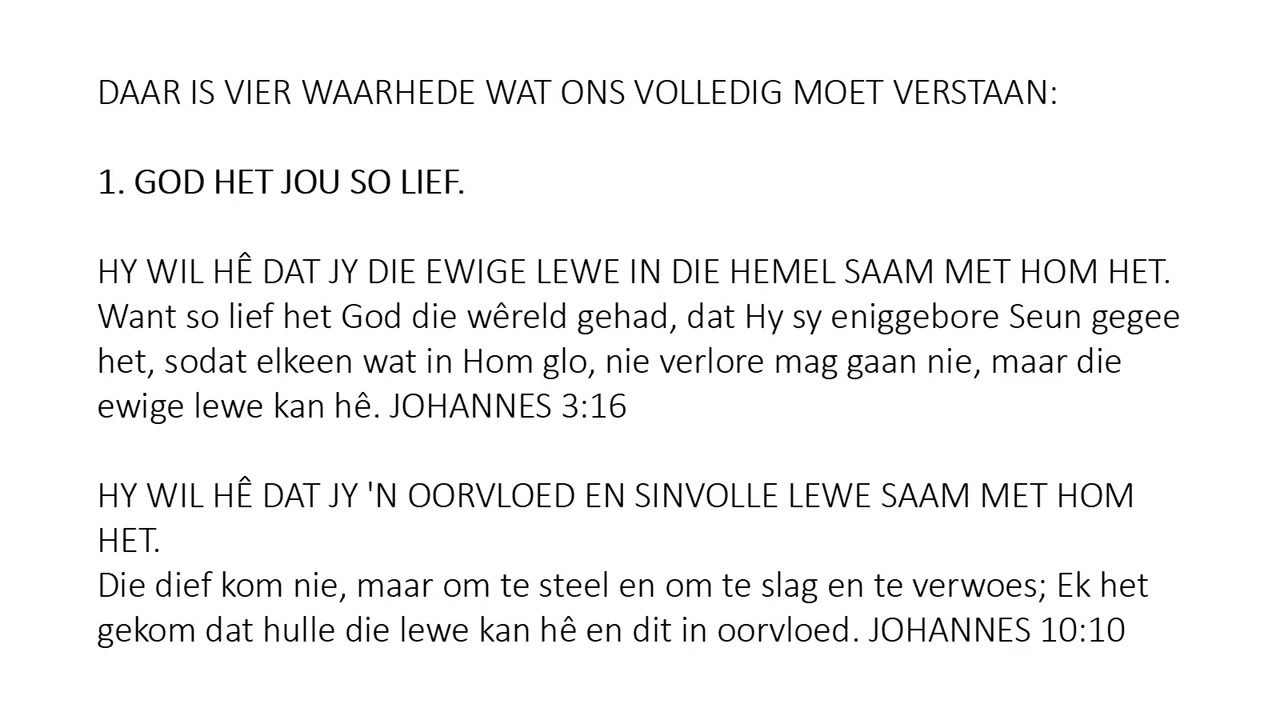 DAAR IS VIER WAARHEDE WAT ONS VOLLEDIG MOET VERSTAAN:
1. GOD HET JOU SO LIEF.
HY WIL HÊ DAT JY DIE EWIGE LEWE IN DIE HEMEL SAAM MET HOM HET.
Want so lief het God die wêreld gehad, dat Hy sy eniggebore Seun gegee
het, sodat elkeen wat in Hom glo, nie verlore mag gaan nie, maar die
ewige lewe kan hê. JOHANNES 3:16
HY WIL HÊ DAT JY 'N OORVLOED EN SINVOLLE LEWE SAAM MET HOM
HET.
Die dief kom nie, maar om te steel en om te slag en te verwoes; Ek het
gekom dat hulle die lewe kan hê en dit in oorvloed. JOHANNES 10:10